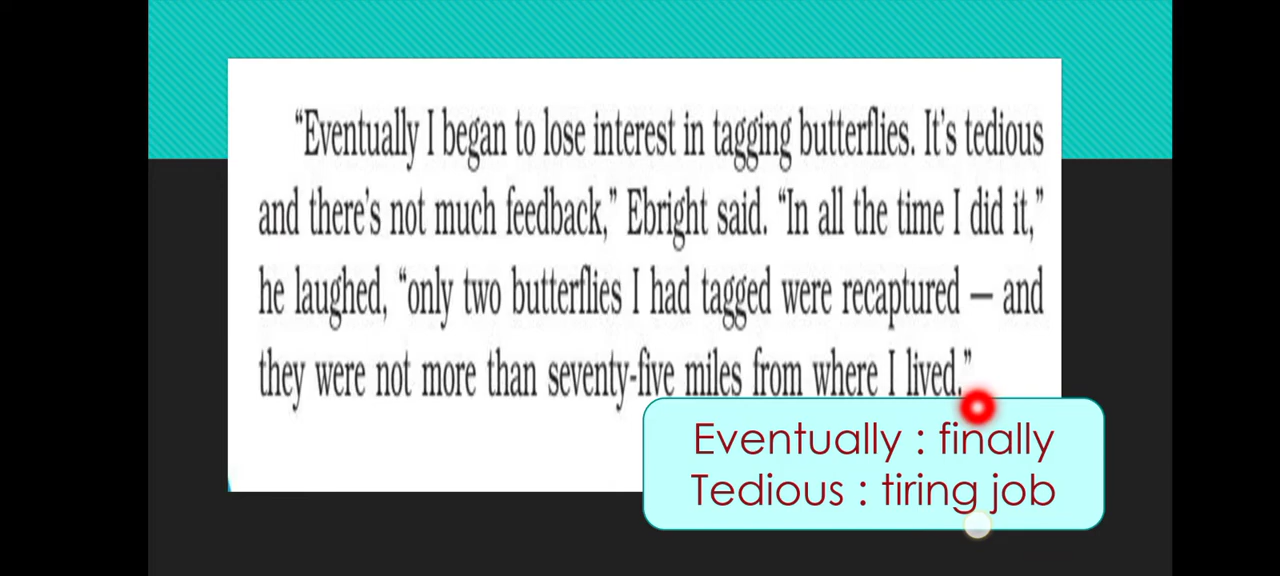 “Eventually I began to lose interest in tagging butterflies. It’s tedious
and there’s not much feedback,” Ebright said. “In all the time I did it,”
he laughed, “only two butterflies I had tagged were recaptured — and
they were not more than seventy-five miles from where I lived.”
Eventually : finally
Tedious : tiring job